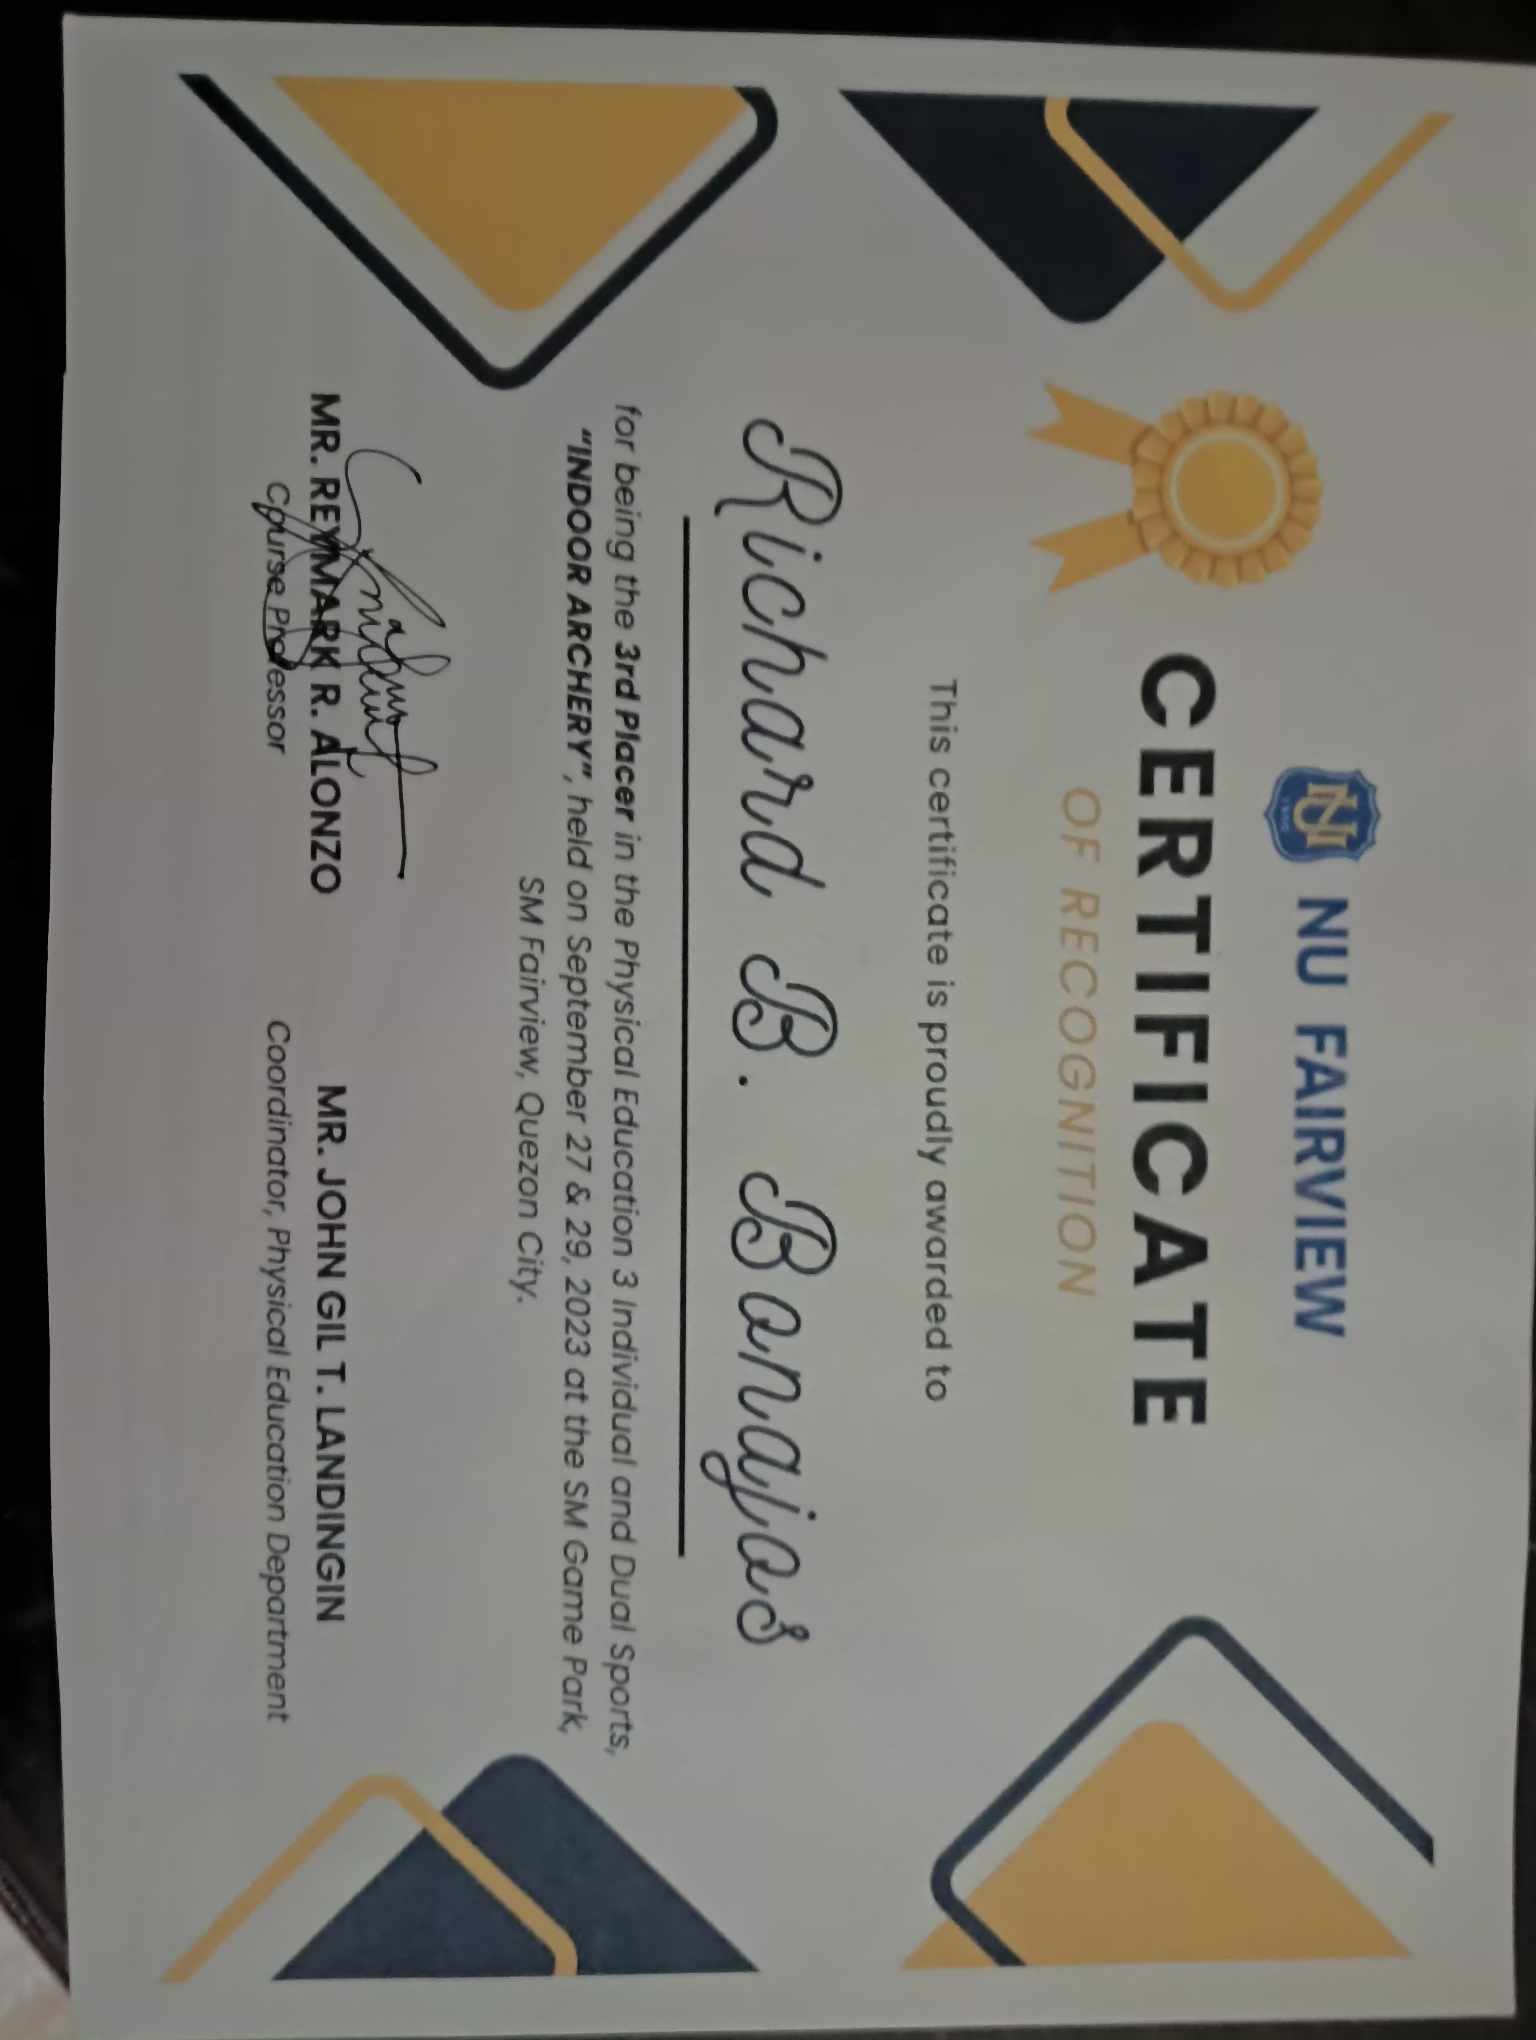 NU FAIRVIEW
CERTIFICATE
OF RECOGNITION
This certificate is proudly awarded to
Richard B. Bonajos
for being the 3rd Placer in the Physical Education 3 Individual and Dual Sports,
“INDOOR ARCHERY”, held on September 27 & 29, 2023 at the SM Game Park,
SM Fairview, Quezon City.
MR. REYMARK R. ALONZO
Course Professor
MR. JOHN GIL T. LANDINGIN
Coordinator, Physical Education Department